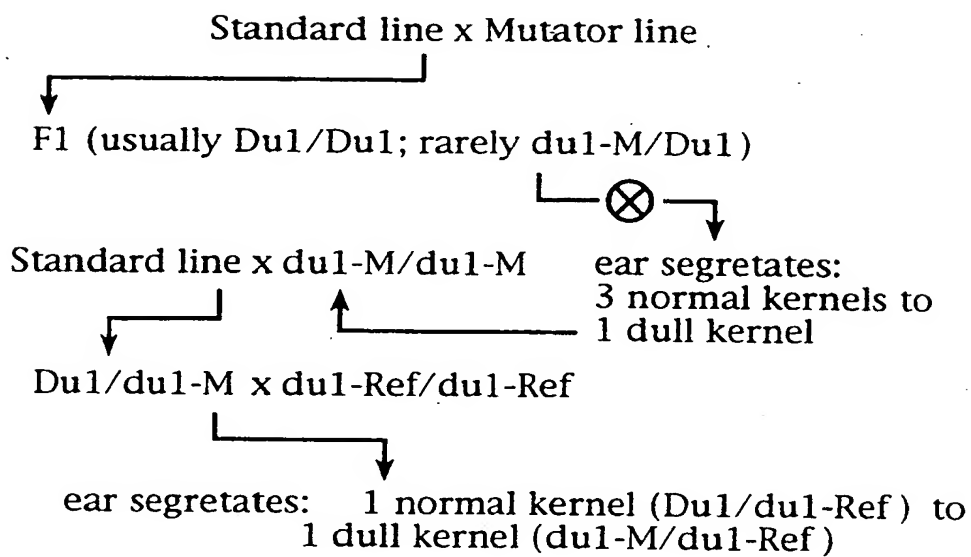 Standard line x Mutator line
F1 (usually Du1/Du1; rarely du1-M/Du1)
Standard line x du1-M/du1-M
ear segretates:
3 normal kernels to
1 dull kernel
Du1/du1-M x du1-Ref/du1-Ref
ear segretates: 1 normal kernel (Du1/du1-Ref) to
1 dull kernel (du1-M/du1-Ref)